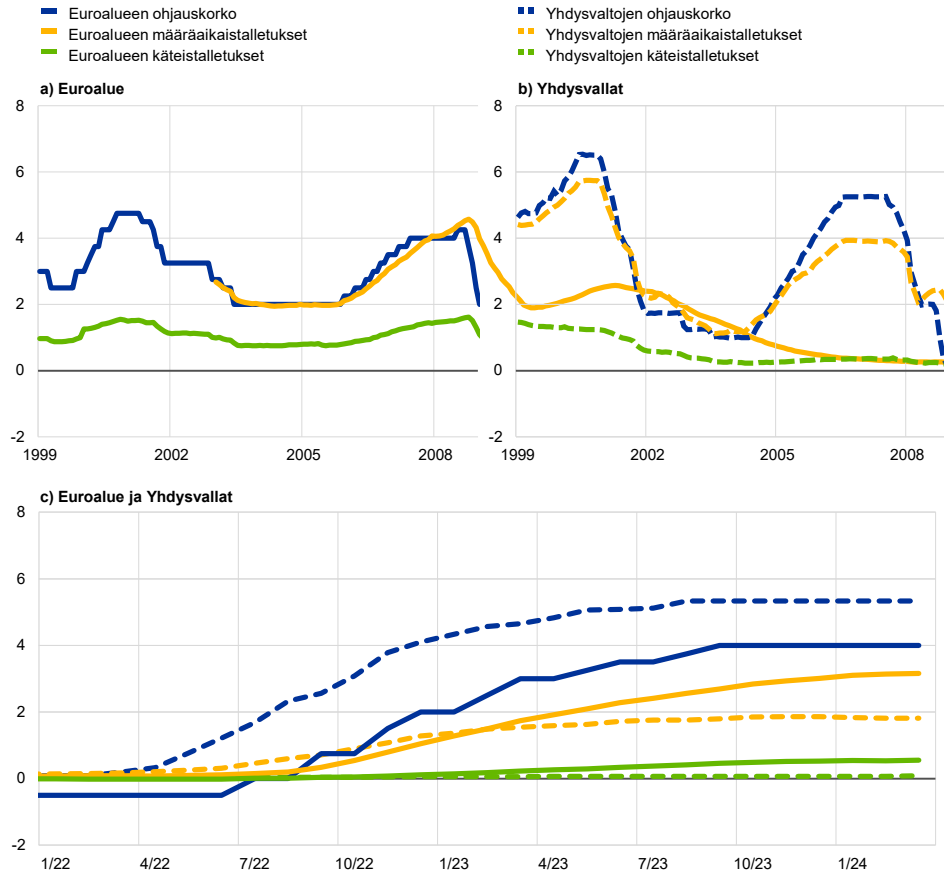 Euroalueen ohjauskorko
Euroalueen määräaikaistalletukset
Euroalueen käteistalletukset
Yhdysvaltojen ohjauskorko
Yhdysvaltojen määräaikaistalletukset
Yhdysvaltojen käteistalletukset
a) Euroalue
8
6
4
2
0
-2
1999 2002 2005 2008
b) Yhdysvallat
8
6
4
2
0
-2
1999 2002 2005 2008
c) Euroalue ja Yhdysvallat
8
6
4
2
0
-2
1/22 4/22 7/22 10/22 1/23 4/23 7/23 10/23 1/24